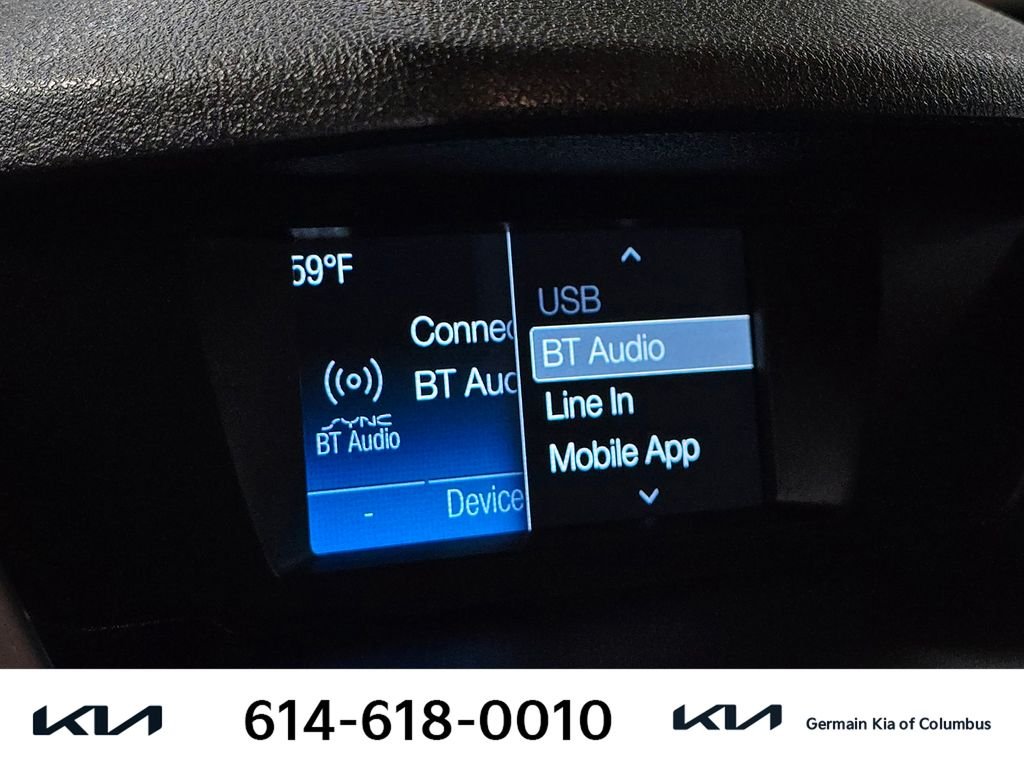 59°F
Connec
BT Aud
SYNC
BT Audio
-
Device
USB
BT Audio
Line In
Mobile App
KIA 614-618-0010 KIA Germain Kia of Columbus